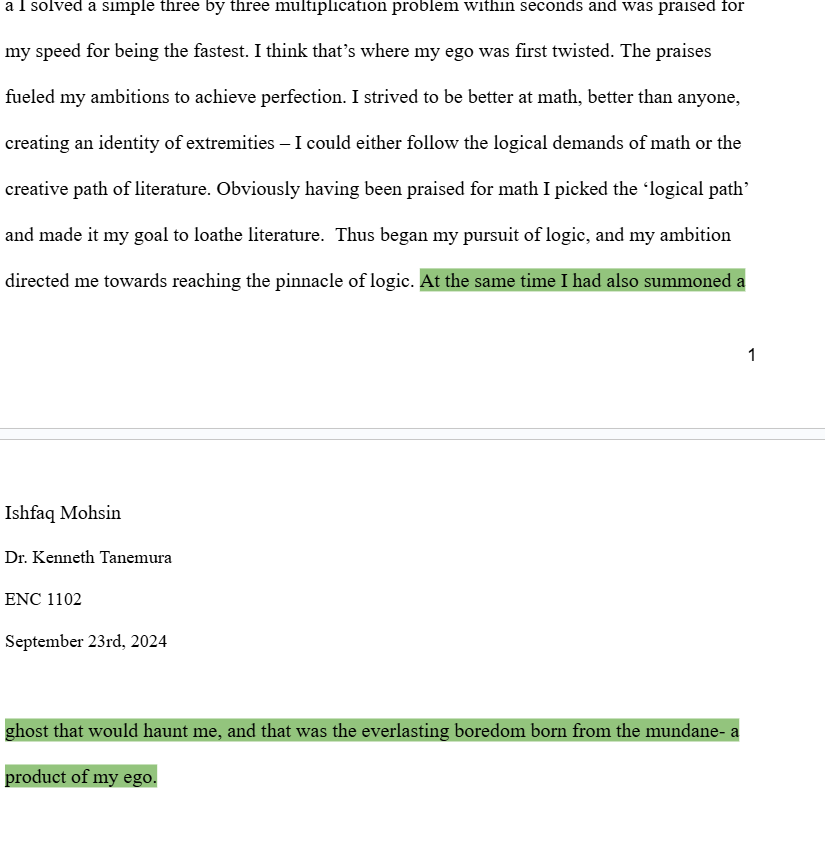 a I solved a simple three by three multiplication problem within seconds and was praised for
my speed for being the fastest. I think that’s where my ego was first twisted. The praises
fueled my ambitions to achieve perfection. I strived to be better at math, better than anyone,
creating an identity of extremities – I could either follow the logical demands of math or the
creative path of literature. Obviously having been praised for math I picked the ‘logical path’
and made it my goal to loathe literature.  Thus began my pursuit of logic, and my ambition
directed me towards reaching the pinnacle of logic. At the same time I had also summoned a
1
Ishfaq Mohsin
Dr. Kenneth Tanemura
ENC 1102
September 23rd, 2024
ghost that would haunt me, and that was the everlasting boredom born from the mundane- a
product of my ego.